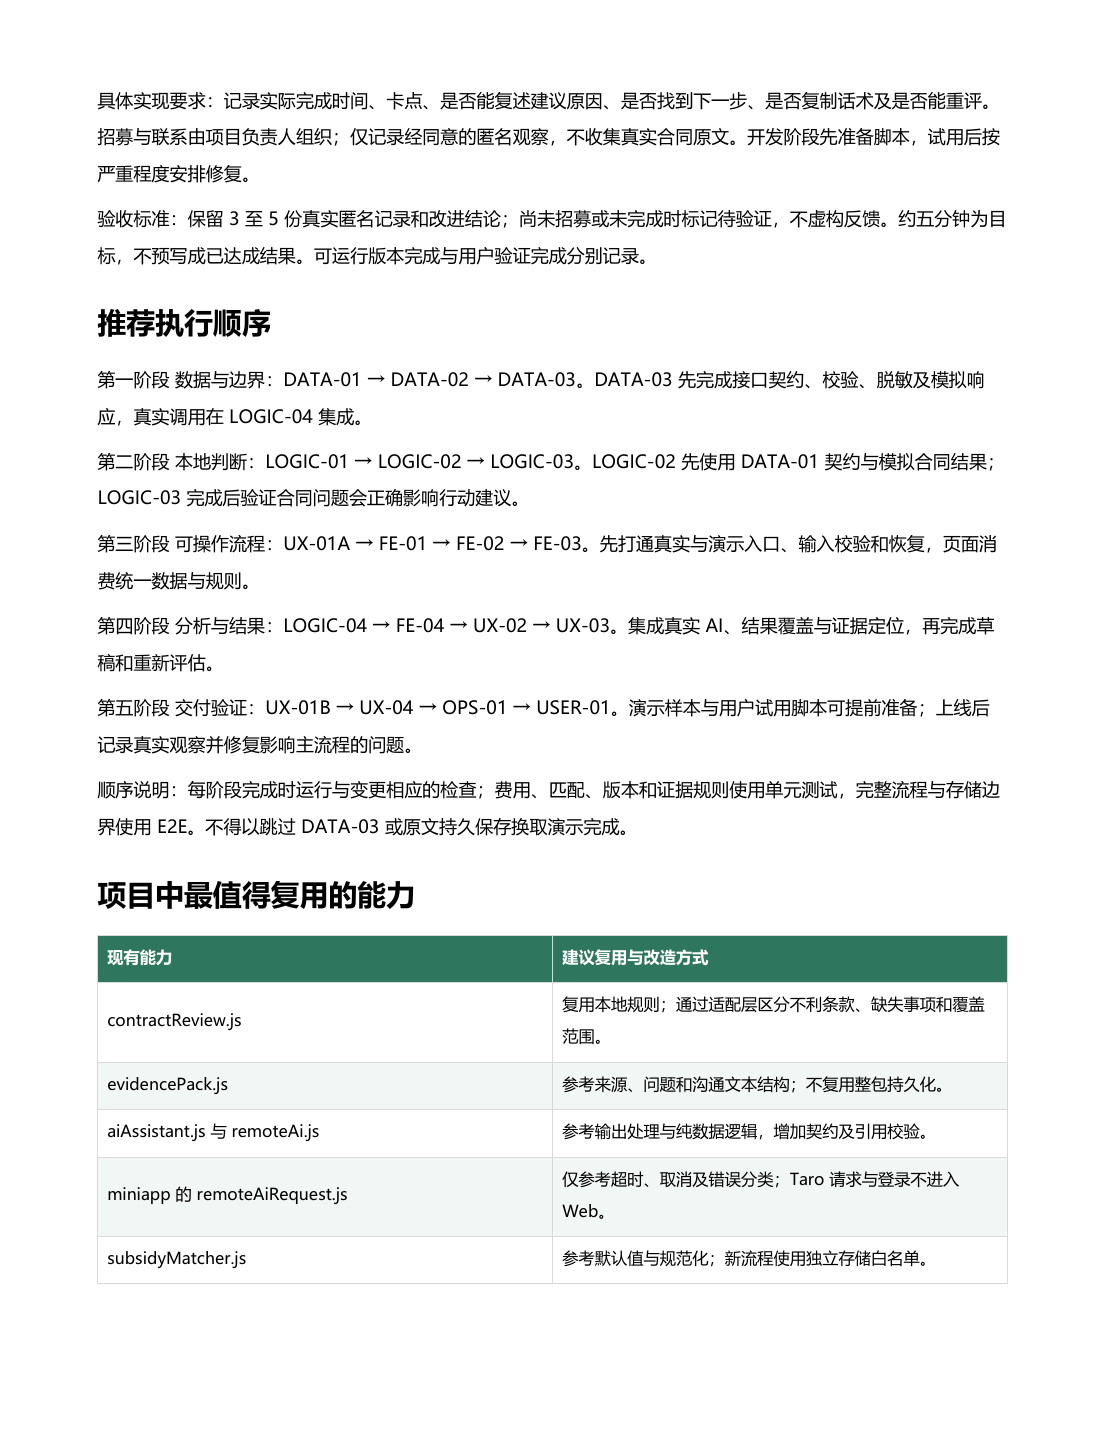 具体实现要求：记录实际完成时间、卡点、是否能复述建议原因、是否找到下一步、是否复制话术及是否能重评。
招募与联系由项目负责人组织；仅记录经同意的匿名观察，不收集真实合同原文。开发阶段先准备脚本，试用后按
严重程度安排修复。
验收标准：保留 3 至 5 份真实匿名记录和改进结论；尚未招募或未完成时标记待验证，不虚构反馈。约五分钟为目
标，不预写成已达成结果。可运行版本完成与用户验证完成分别记录。
推荐执行顺序
第一阶段 数据与边界：DATA-01 → DATA-02 → DATA-03。DATA-03 先完成接口契约、校验、脱敏及模拟响
应，真实调用在 LOGIC-04 集成。
第二阶段 本地判断：LOGIC-01 → LOGIC-02 → LOGIC-03。LOGIC-02 先使用 DATA-01 契约与模拟合同结果；
LOGIC-03 完成后验证合同问题会正确影响行动建议。
第三阶段 可操作流程：UX-01A → FE-01 → FE-02 → FE-03。先打通真实与演示入口、输入校验和恢复，页面消
费统一数据与规则。
第四阶段 分析与结果：LOGIC-04 → FE-04 → UX-02 → UX-03。集成真实 AI、结果覆盖与证据定位，再完成草
稿和重新评估。
第五阶段 交付验证：UX-01B → UX-04 → OPS-01 → USER-01。演示样本与用户试用脚本可提前准备；上线后
记录真实观察并修复影响主流程的问题。
顺序说明：每阶段完成时运行与变更相应的检查；费用、匹配、版本和证据规则使用单元测试，完整流程与存储边
界使用 E2E。不得以跳过 DATA-03 或原文持久保存换取演示完成。
项目中最值得复用的能力
现有能力
建议复用与改造方式
contractReview.js
复用本地规则；通过适配层区分不利条款、缺失事项和覆盖
范围。
evidencePack.js
参考来源、问题和沟通文本结构；不复用整包持久化。
aiAssistant.js 与 remoteAi.js
参考输出处理与纯数据逻辑，增加契约及引用校验。
miniapp 的 remoteAiRequest.js
仅参考超时、取消及错误分类；Taro 请求与登录不进入
Web。
subsidyMatcher.js
参考默认值与规范化；新流程使用独立存储白名单。